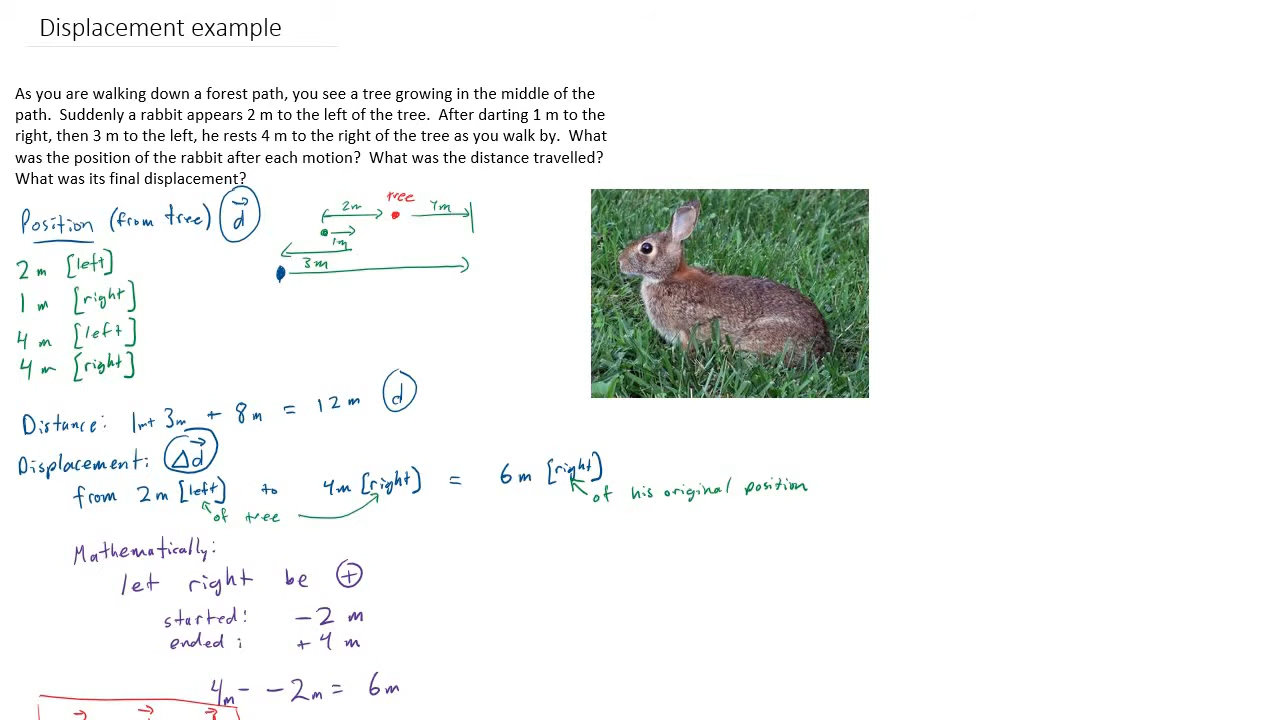 Displacement example
As you are walking down a forest path, you see a tree growing in the middle of the
path. Suddenly a rabbit appears 2 m to the left of the tree. After darting 1 m to the
right, then 3 m to the left, he rests 4 m to the right of the tree as you walk by. What
was the position of the rabbit after each motion? What was the distance travelled?
What was its final displacement?
Position (from tree) d⃗
tree
2m 4m
1m
3m
2 m [left]
1 m [right]
4 m [left]
4 m [right]
Distance: 1m+ 3m + 8m = 12m d
Displacement: Δd⃗
from 2m [left] to 4m [right] = 6m [right]
of tree
of his original position
Mathematically:
let right be +
started: -2 m
ended: +4 m
4m - -2m = 6m